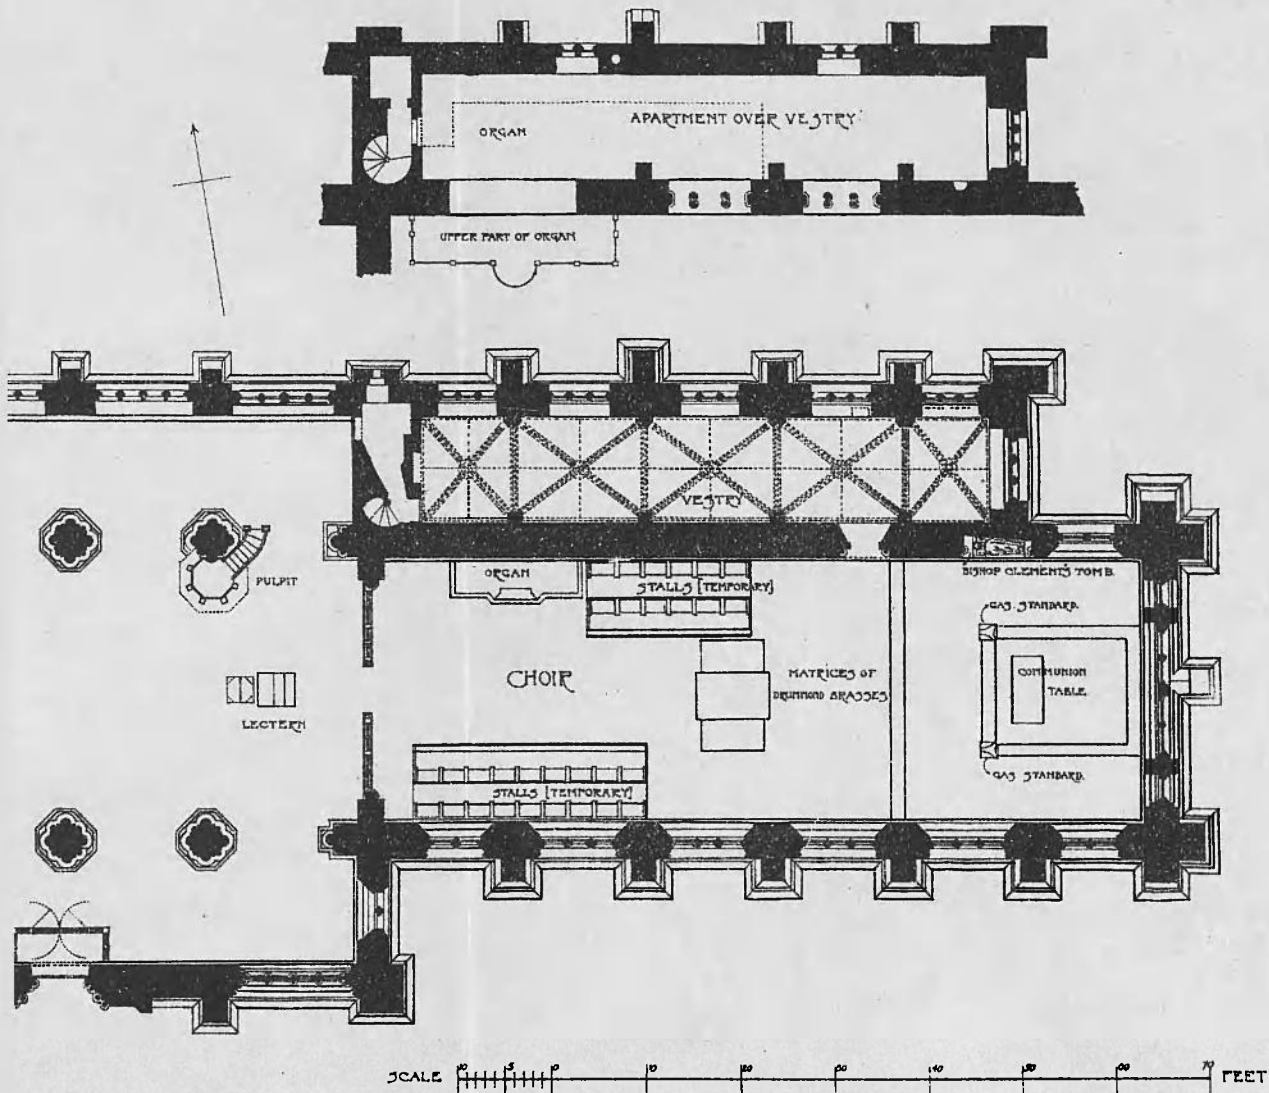 ORGAN
APARTMENT OVER VESTRY
UPPER PART OF ORGAN
VESTRY
PULPIT
ORGAN
STALLS [TEMPORARY]
BISHOP CLEMENT'S TOMB.
GAS STANDARD.
CHOIR
MATRICES OF
DRUMMOND BRASSES
COMMUNION
TABLE
LECTERN
STALLS [TEMPORARY]
GAS STANDARD.
SCALE 10 5 0 10 20 30 40 50 60 70 FEET